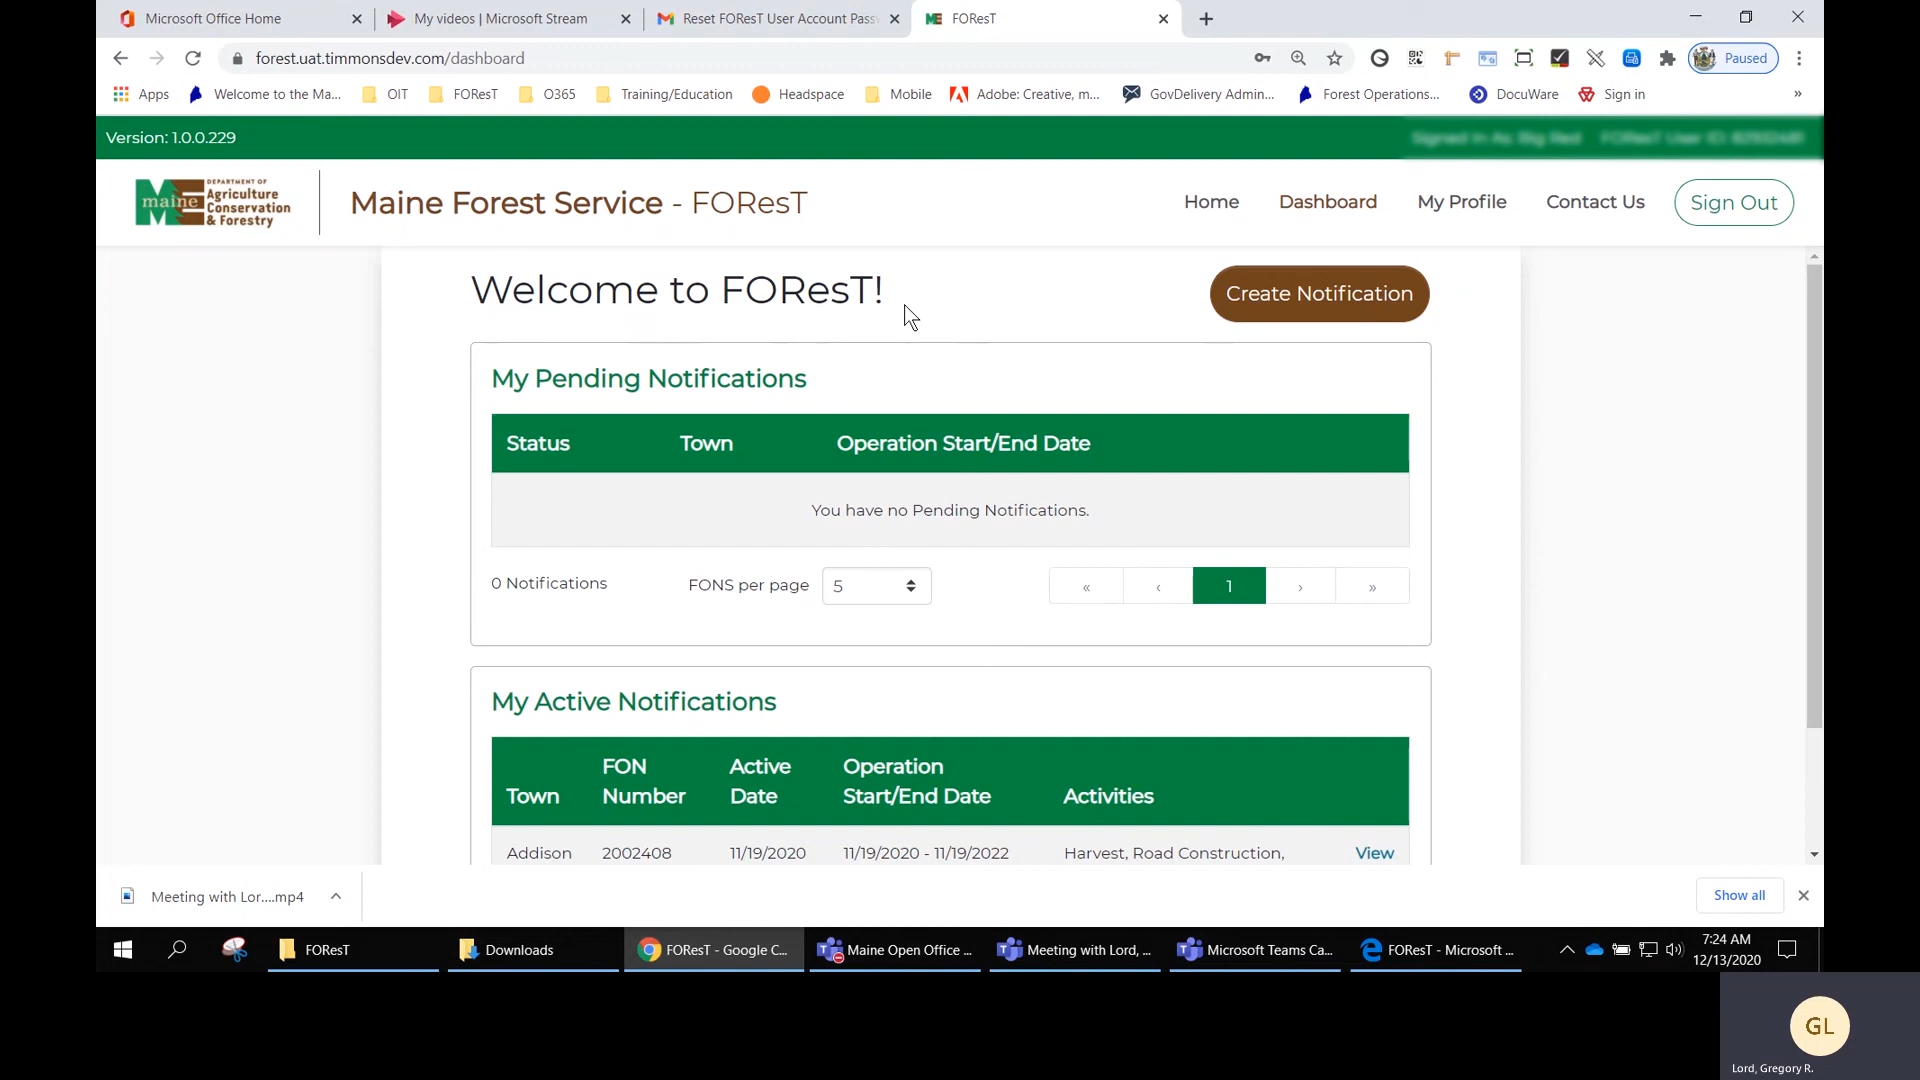 Microsoft Office Home
My videos | Microsoft Stream
Reset FOResT User Account Pass
FOResT
forest.uat.timmonsdev.com/dashboard
Paused
Apps
Welcome to the Ma...
OIT
FOResT
O365
Training/Education
Headspace
Mobile
Adobe: Creative, m...
GovDelivery Admin...
Forest Operations...
DocuWare
Sign in
»
Version: 1.0.0.229
maine
DEPARTMENT OF
Agriculture
Conservation
& Forestry
Maine Forest Service - FOResT
Home
Dashboard
My Profile
Contact Us
Sign Out
Welcome to FOResT!
Create Notification
My Pending Notifications
Status
Town
Operation Start/End Date
You have no Pending Notifications.
0 Notifications
FONS per page
5
«
‹
1
›
»
My Active Notifications
Town
FON Number
Active Date
Operation Start/End Date
Activities
Addison
2002408
11/19/2020
11/19/2020 - 11/19/2022
Harvest, Road Construction,
View
Meeting with Lor....mp4
Show all
FOResT
Downloads
FOResT - Google C...
Maine Open Office ...
Meeting with Lord, ...
Microsoft Teams Ca...
FOResT - Microsoft ...
7:24 AM
12/13/2020
GL
Lord, Gregory R.